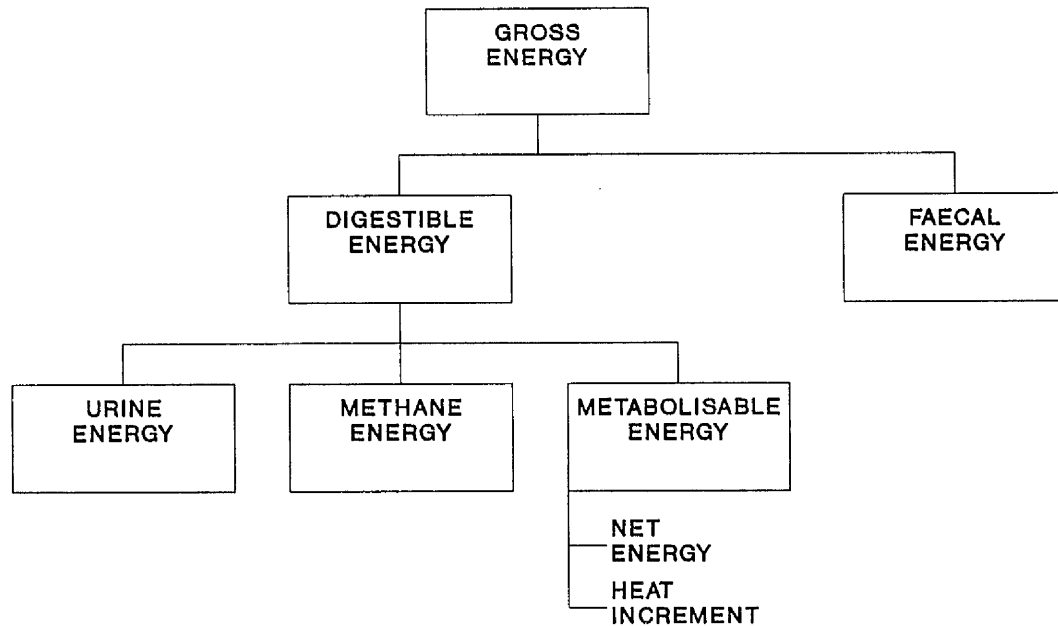 GROSS
ENERGY
DIGESTIBLE
ENERGY
FAECAL
ENERGY
URINE
ENERGY
METHANE
ENERGY
METABOLISABLE
ENERGY
NET
ENERGY
HEAT
INCREMENT